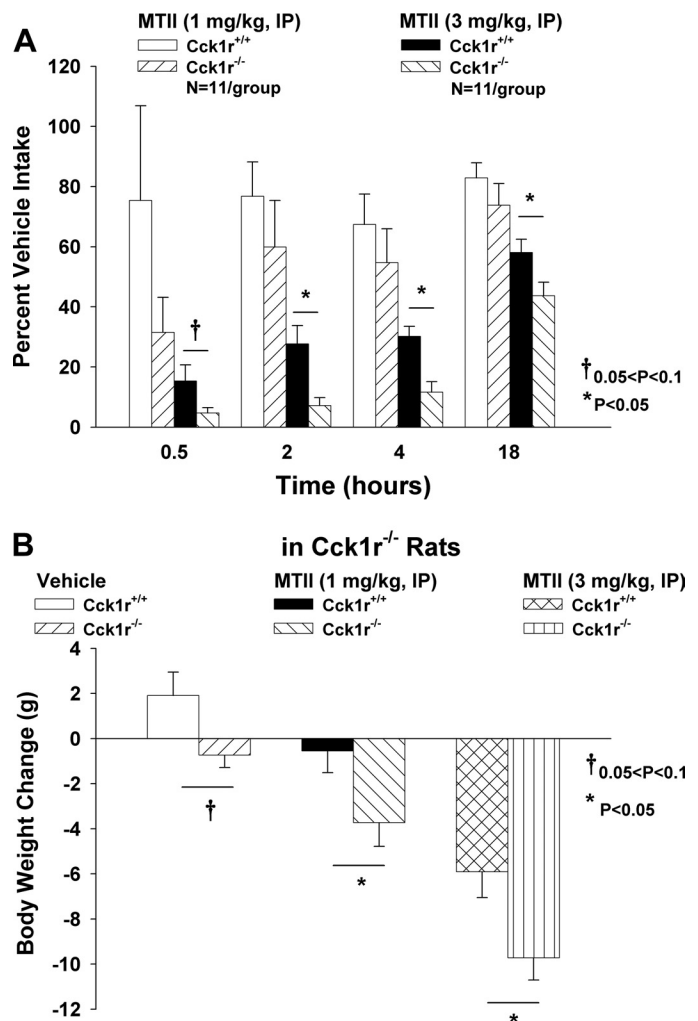 A
MTII (1 mg/kg, IP)
Cck1r+/+
Cck1r-/-
N=11/group
MTII (3 mg/kg, IP)
Cck1r+/+
Cck1r-/-
N=11/group
Percent Vehicle Intake
120
100
80
60
40
20
0
†
*
*
*
† 0.05<P<0.1
* P<0.05
0.5 2 4 18
Time (hours)
B
in Cck1r-/- Rats
Vehicle
Cck1r+/+
Cck1r-/-
MTII (1 mg/kg, IP)
Cck1r+/+
Cck1r-/-
MTII (3 mg/kg, IP)
Cck1r+/+
Cck1r-/-
Body Weight Change (g)
4
2
0
-2
-4
-6
-8
-10
-12
†
*
*
† 0.05<P<0.1
* P<0.05